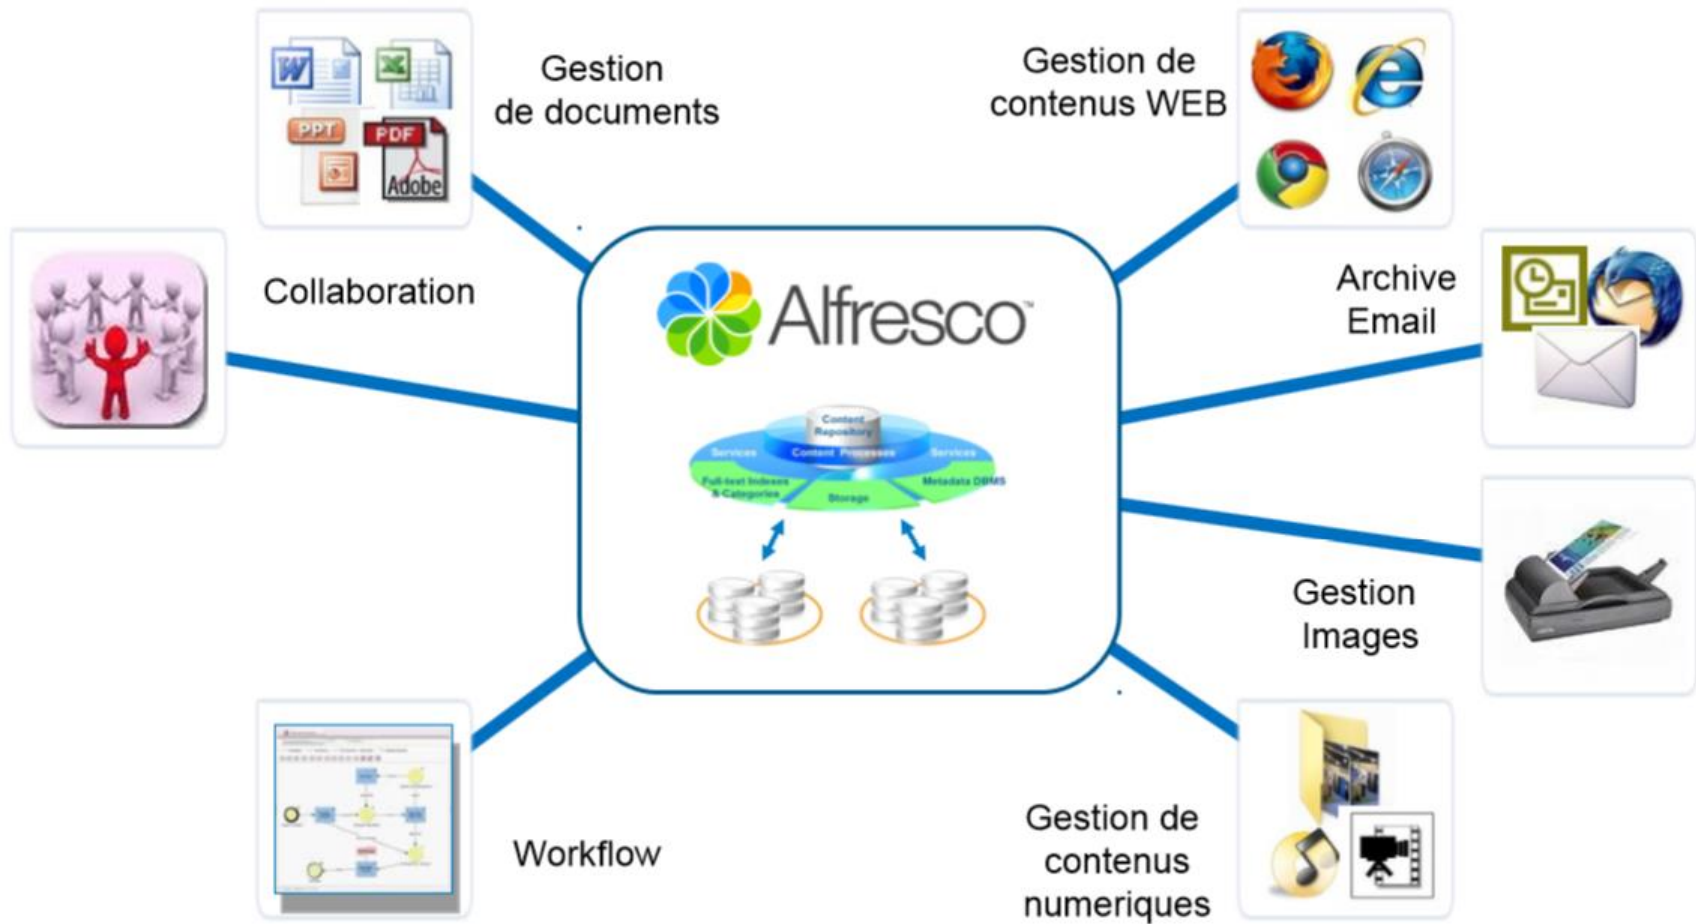 Gestion
de documents
PPT
PDF
Adobe
Gestion de
contenus WEB
Collaboration
Archive
Email
Alfresco™
Content
Repository
Services
Content Processes
Services
Full-text Indexes
& Categories
Storage
Metadata DBMS
Gestion
Images
Workflow
Gestion de
contenus
numeriques